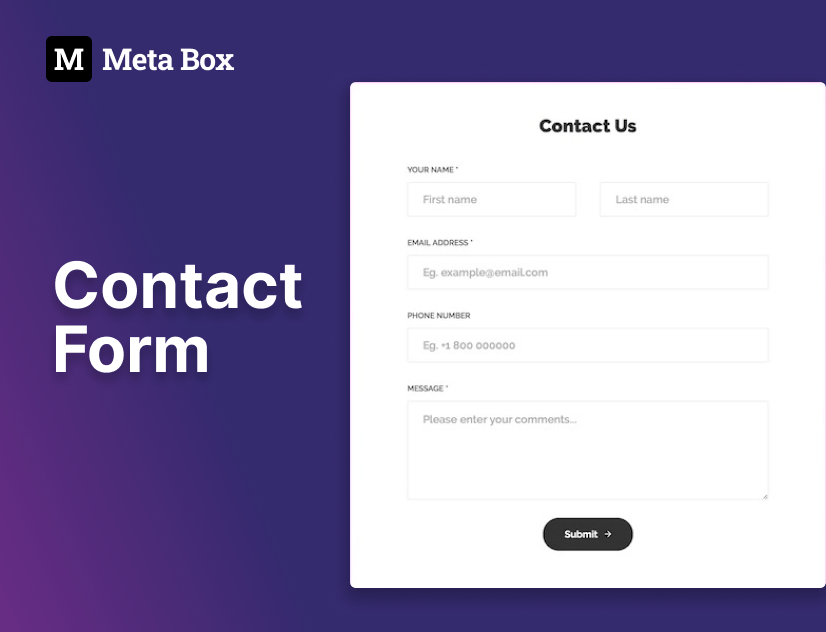 M Meta Box
Contact
Form
Contact Us
YOUR NAME *
First name
Last name
EMAIL ADDRESS *
Eg. example@email.com
PHONE NUMBER
Eg. +1 800 000000
MESSAGE *
Please enter your comments...
Submit →